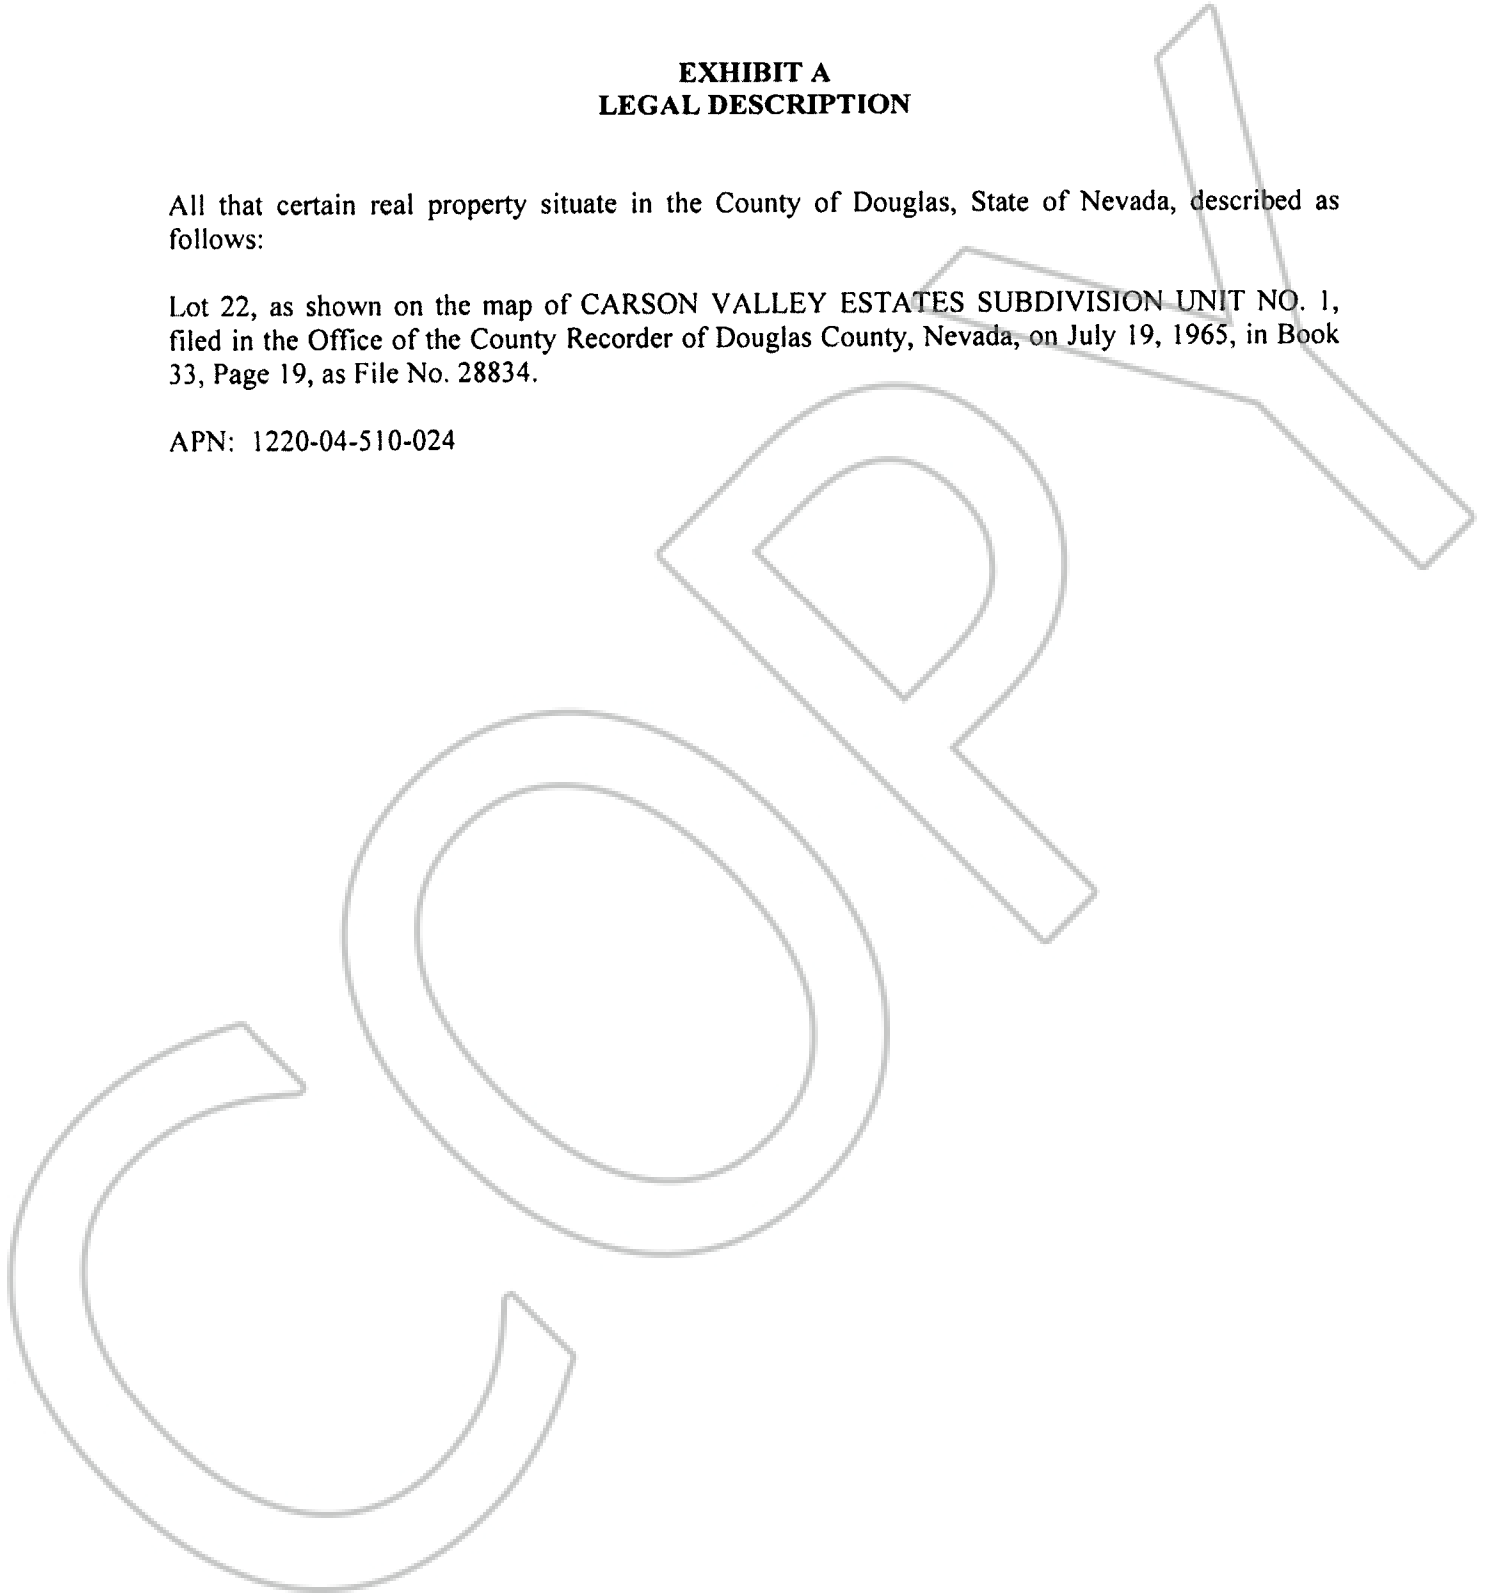 EXHIBIT A
LEGAL DESCRIPTION
All that certain real property situate in the County of Douglas, State of Nevada, described as
follows:
Lot 22, as shown on the map of CARSON VALLEY ESTATES SUBDIVISION UNIT NO. 1,
filed in the Office of the County Recorder of Douglas County, Nevada, on July 19, 1965, in Book
33, Page 19, as File No. 28834.
APN: 1220-04-510-024
COPY